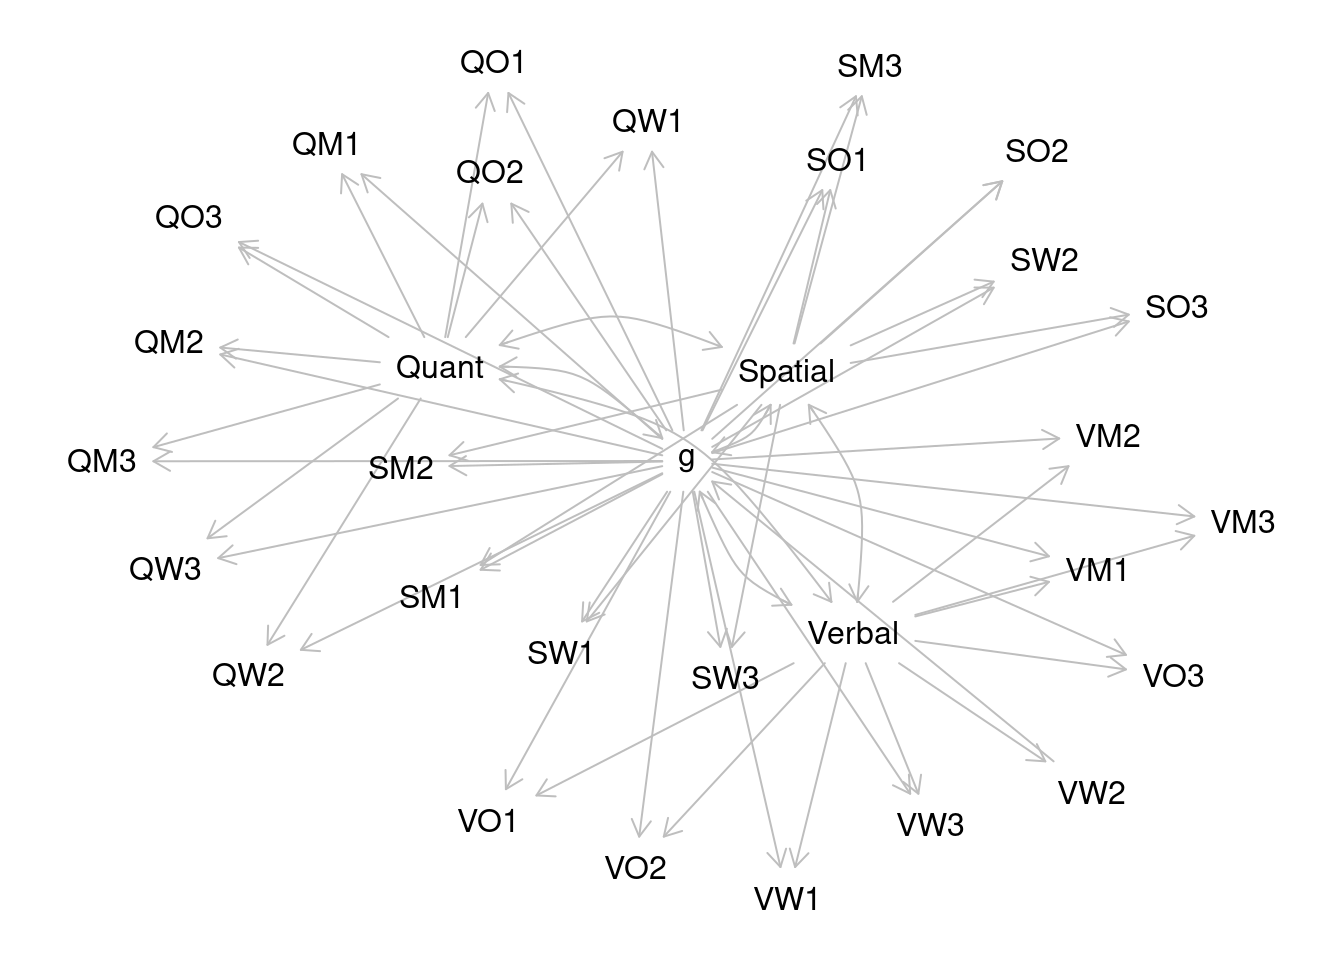 QO1
SM3
QW1
QM1
SO2
SO1
QO2
QO3
SW2
SO3
QM2
Quant
Spatial
VM2
g
QM3
SM2
VM3
QW3
VM1
SM1
Verbal
SW1
QW2
VO3
SW3
VW2
VO1
VW3
VO2
VW1